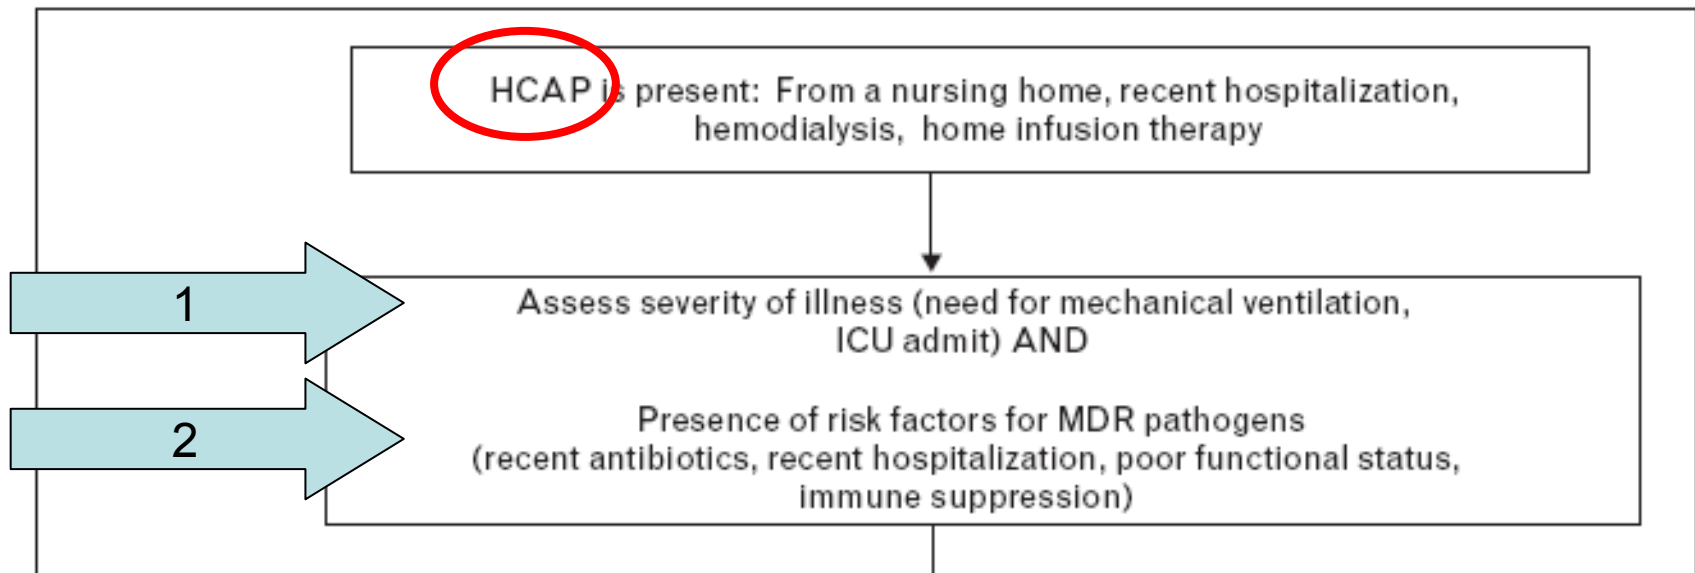 HCAP is present: From a nursing home, recent hospitalization,
hemodialysis, home infusion therapy
1
Assess severity of illness (need for mechanical ventilation,
ICU admit) AND
2
Presence of risk factors for MDR pathogens
(recent antibiotics, recent hospitalization, poor functional status,
immune suppression)